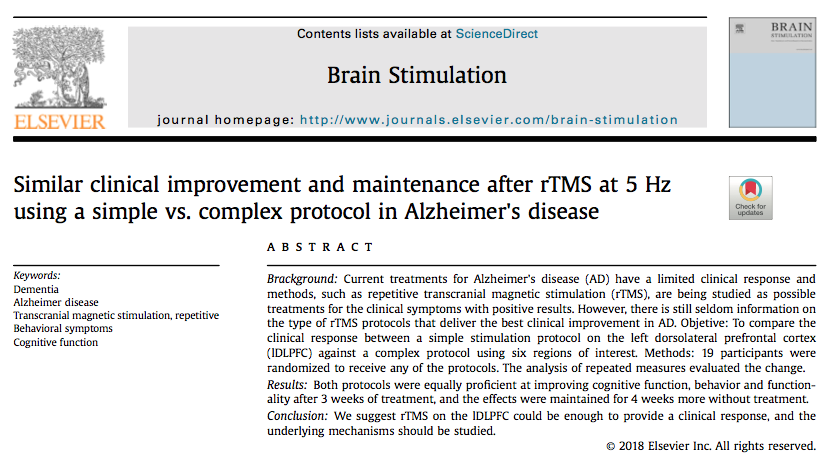 Contents lists available at ScienceDirect
Brain Stimulation
journal homepage: http://www.journals.elsevier.com/brain-stimulation
ELSEVIER
BRAIN
STIMULATION
Similar clinical improvement and maintenance after rTMS at 5 Hz
using a simple vs. complex protocol in Alzheimer's disease
Check for
updates
A B S T R A C T
Keywords:
Dementia
Alzheimer disease
Transcranial magnetic stimulation, repetitive
Behavioral symptoms
Cognitive function
Brackground: Current treatments for Alzheimer's disease (AD) have a limited clinical response and
methods, such as repetitive transcranial magnetic stimulation (rTMS), are being studied as possible
treatments for the clinical symptoms with positive results. However, there is still seldom information on
the type of rTMS protocols that deliver the best clinical improvement in AD. Objetive: To compare the
clinical response between a simple stimulation protocol on the left dorsolateral prefrontal cortex
(lDLPFC) against a complex protocol using six regions of interest. Methods: 19 participants were
randomized to receive any of the protocols. The analysis of repeated measures evaluated the change.
Results: Both protocols were equally proficient at improving cognitive function, behavior and function-
ality after 3 weeks of treatment, and the effects were maintained for 4 weeks more without treatment.
Conclusion: We suggest rTMS on the lDLPFC could be enough to provide a clinical response, and the
underlying mechanisms should be studied.
© 2018 Elsevier Inc. All rights reserved.